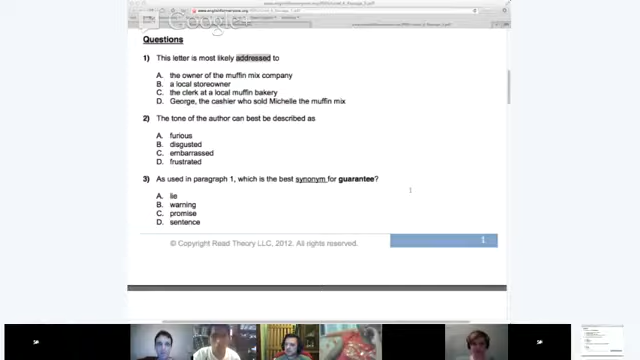 Google+
Questions
1) This letter is most likely addressed to
A. the owner of the muffin mix company
B. a local storeowner
C. the clerk at a local muffin bakery
D. George, the cashier who sold Michelle the muffin mix
2) The tone of the author can best be described as
A. furious
B. disgusted
C. embarrassed
D. frustrated
3) As used in paragraph 1, which is the best synonym for guarantee?
A. lie
B. warning
C. promise
D. sentence
1
© Copyright Read Theory LLC, 2012. All rights reserved.
1